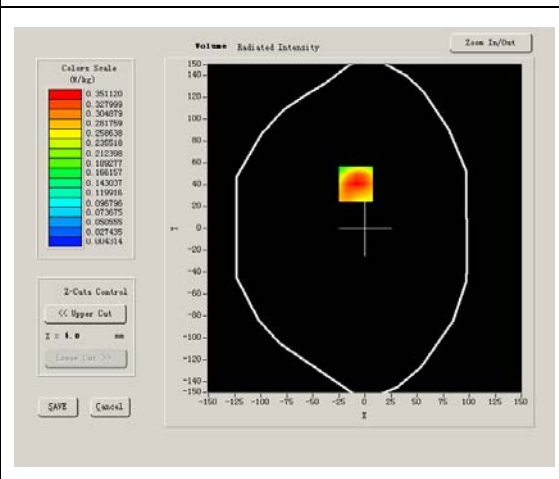 Volume Radiated Intensity
Zoom In/Out
Colors Scale
(W/kg)
0.351120
0.327999
0.304879
0.281759
0.258638
0.235518
0.212398
0.189277
0.166157
0.143037
0.119916
0.096796
0.073675
0.050555
0.027435
0.004314
Z-Cuts Control
<< Upper Cut
Z = 4.0 mm
Lower Cut >>
SAVE
Cancel
150
140
120
100
80
60
40
20
0
-20
-40
-60
-80
-100
-120
-140
-150
Y
-150 -125 -100 -75 -50 -25 0 25 50 75 100 125 150
X